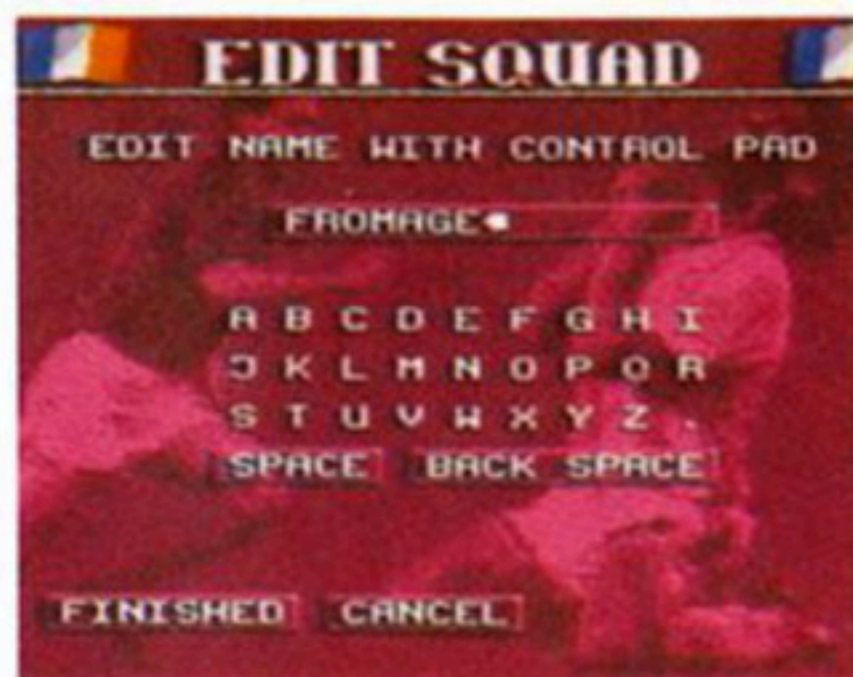 EDIT SQUAD
EDIT NAME WITH CONTROL PAD
FROMAGE
A B C D E F G H I
J K L M N O P Q R
S T U V W X Y Z .
SPACE BACK SPACE
FINISHED CANCEL